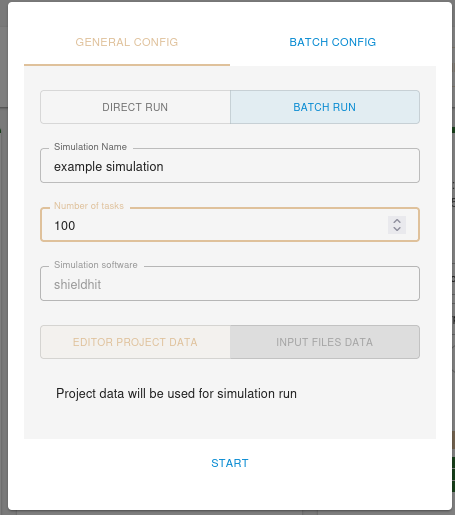 GENERAL CONFIG BATCH CONFIG
DIRECT RUN BATCH RUN
Simulation Name
example simulation
Number of tasks
100
Simulation software
shieldhit
EDITOR PROJECT DATA INPUT FILES DATA
Project data will be used for simulation run
START